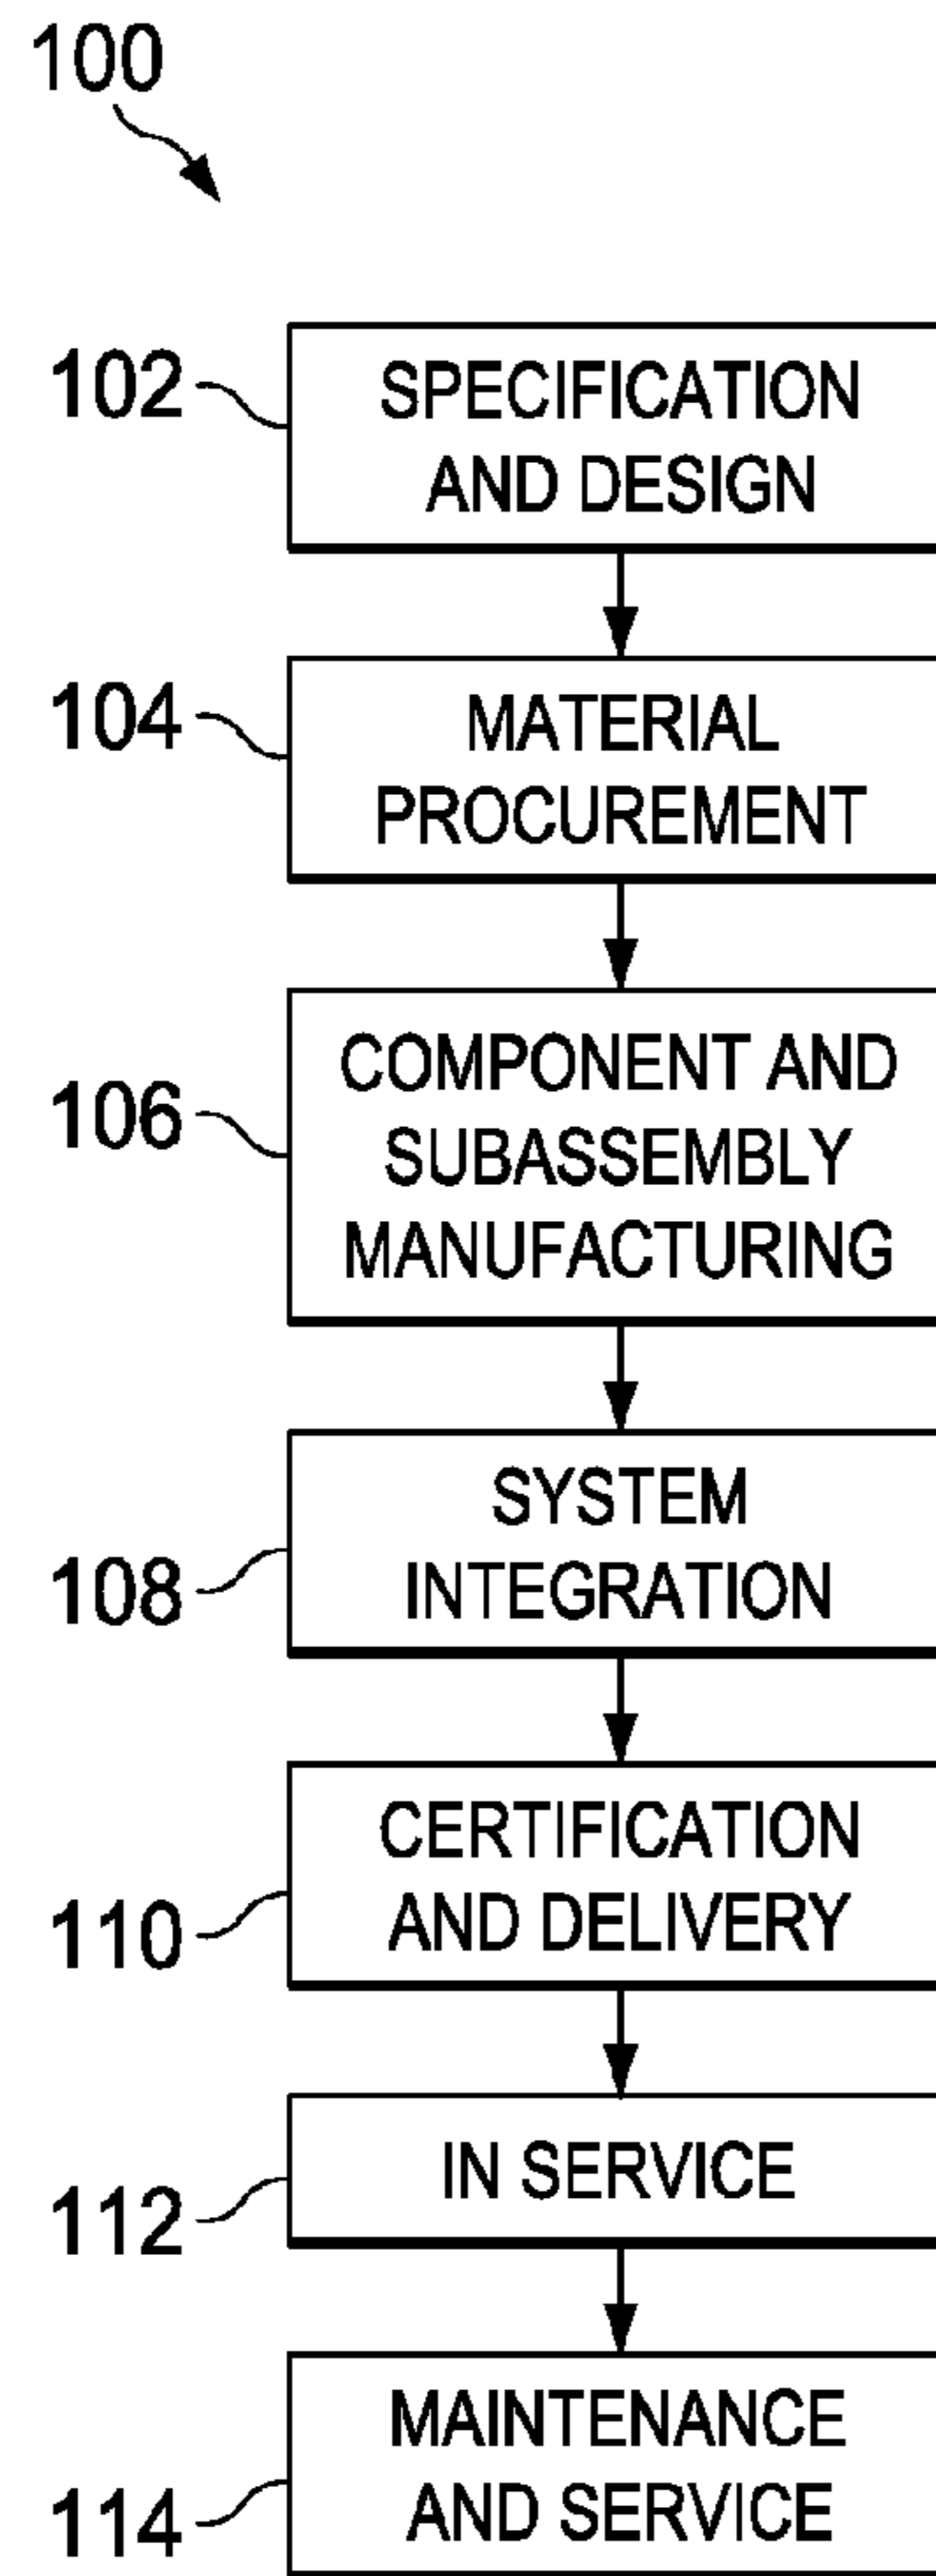 100
102
SPECIFICATION
AND DESIGN
104
MATERIAL
PROCUREMENT
106
COMPONENT AND
SUBASSEMBLY
MANUFACTURING
108
SYSTEM
INTEGRATION
110
CERTIFICATION
AND DELIVERY
112
IN SERVICE
114
MAINTENANCE
AND SERVICE